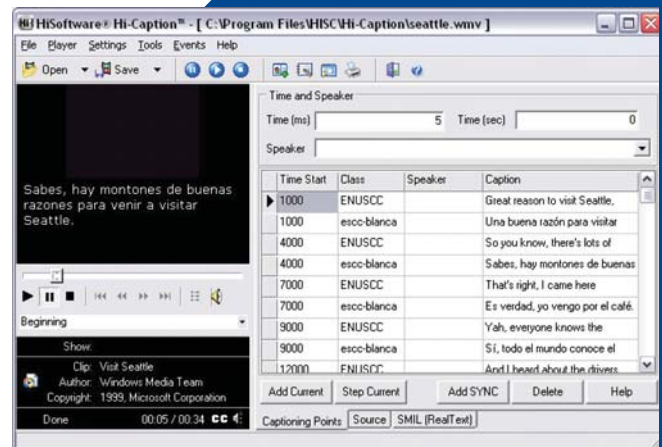 HiSoftware® Hi-Caption™ - [ C:\Program Files\HISC\Hi-Caption\seattle.wmv ]
File Player Settings Tools Events Help
Open Save
Sabes, hay montones de buenas
razones para venir a visitar
Seattle.
Beginning
Show:
Clip: Visit Seattle
Author: Windows Media Team
Copyright: 1999, Microsoft Corporation
Done 00:05 / 00:34 CC
Time and Speaker
Time (ms) 5 Time (sec) 0
Speaker
Time Start Class Speaker Caption
1000 ENUSCC Great reason to visit Seattle,
1000 escc-blanca Una buena razón para visitar
4000 ENUSCC So you know, there's lots of
4000 escc-blanca Sabes, hay montones de buenas
7000 ENUSCC That's right, I came here
7000 escc-blanca Es verdad, yo vengo por el café.
9000 ENUSCC Yah, everyone knows the
9000 escc-blanca Sí, todo el mundo conoce el
12000 ENUSCC And I heard about the drivers
Add Current Step Current Add SYNC Delete Help
Captioning Points Source SMIL (RealText)